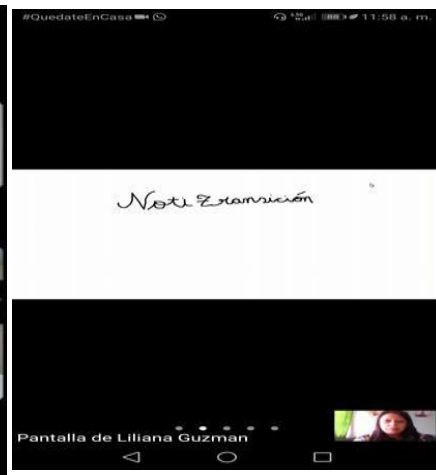 #QuedateEnCasa 11:58 a. m.
Noti Transición
Pantalla de Liliana Guzman